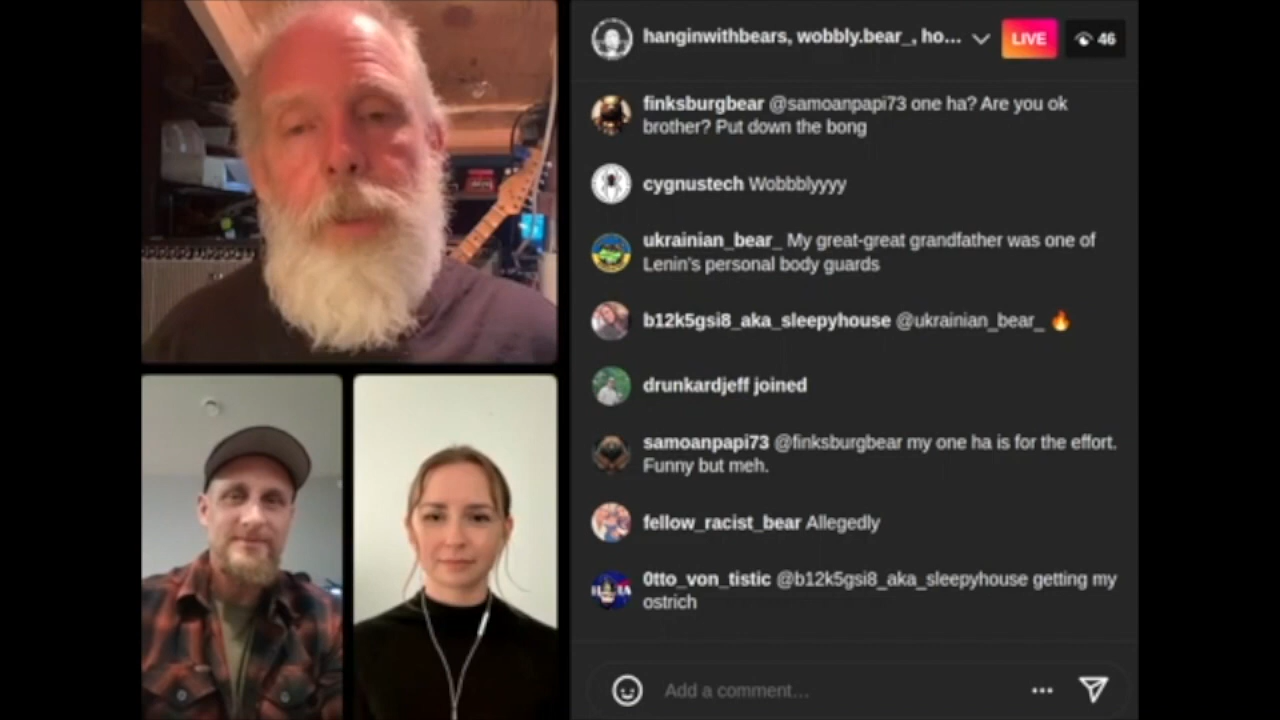 hanginwithbears, wobbly.bear_, ho...
LIVE
46
finksburgbear @samoanpapi73 one ha? Are you ok
brother? Put down the bong
cygnustech Wobbblyyyy
ukrainian_bear_ My great-great grandfather was one of
Lenin's personal body guards
b12k5gsi8_aka_sleepyhouse @ukrainian_bear_ 🔥
drunkardjeff joined
samoanpapi73 @finksburgbear my one ha is for the effort.
Funny but meh.
fellow_racist_bear Allegedly
0tto_von_tistic @b12k5gsi8_aka_sleepyhouse getting my
ostrich
Add a comment...